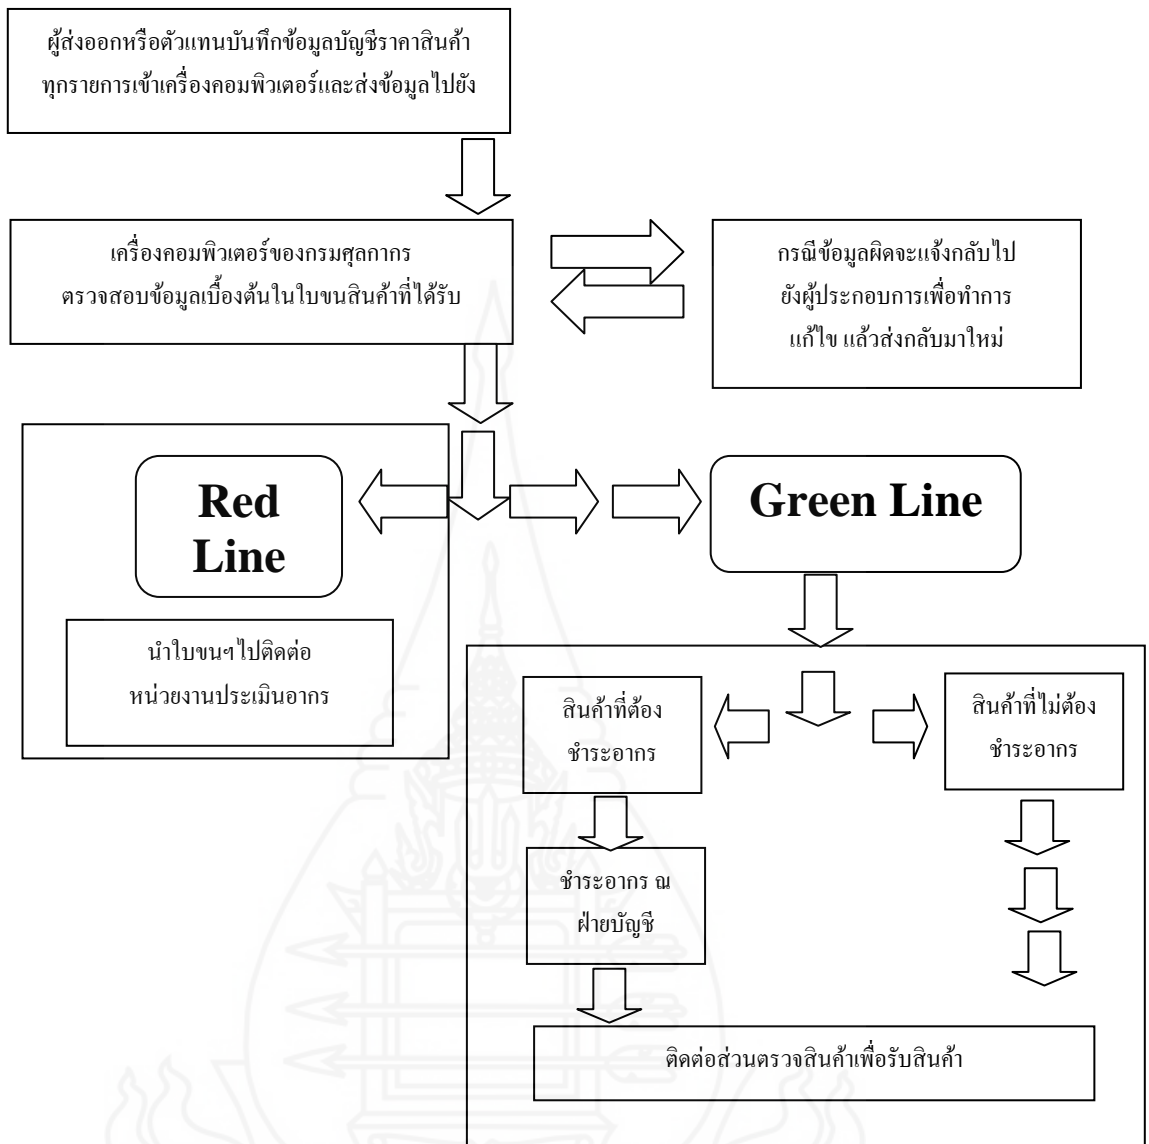 ผู้ส่งออกหรือตัวแทนบันทึกข้อมูลบัญชีราคาสินค้า
ทุกรายการเข้าเครื่องคอมพิวเตอร์และส่งข้อมูลไปยัง
เครื่องคอมพิวเตอร์ของกรมศุลกากร
ตรวจสอบข้อมูลเบื้องต้นในใบขนสินค้าที่ได้รับ
กรณีข้อมูลผิดจะแจ้งกลับไป
ยังผู้ประกอบการเพื่อทำการ
แก้ไข แล้วส่งกลับมาใหม่
Red
Line
Green Line
นำใบขนฯไปติดต่อ
หน่วยงานประเมินอากร
สินค้าที่ต้อง
ชำระอากร
สินค้าที่ไม่ต้อง
ชำระอากร
ชำระอากร ณ
ฝ่ายบัญชี
ติดต่อส่วนตรวจสินค้าเพื่อรับสินค้า